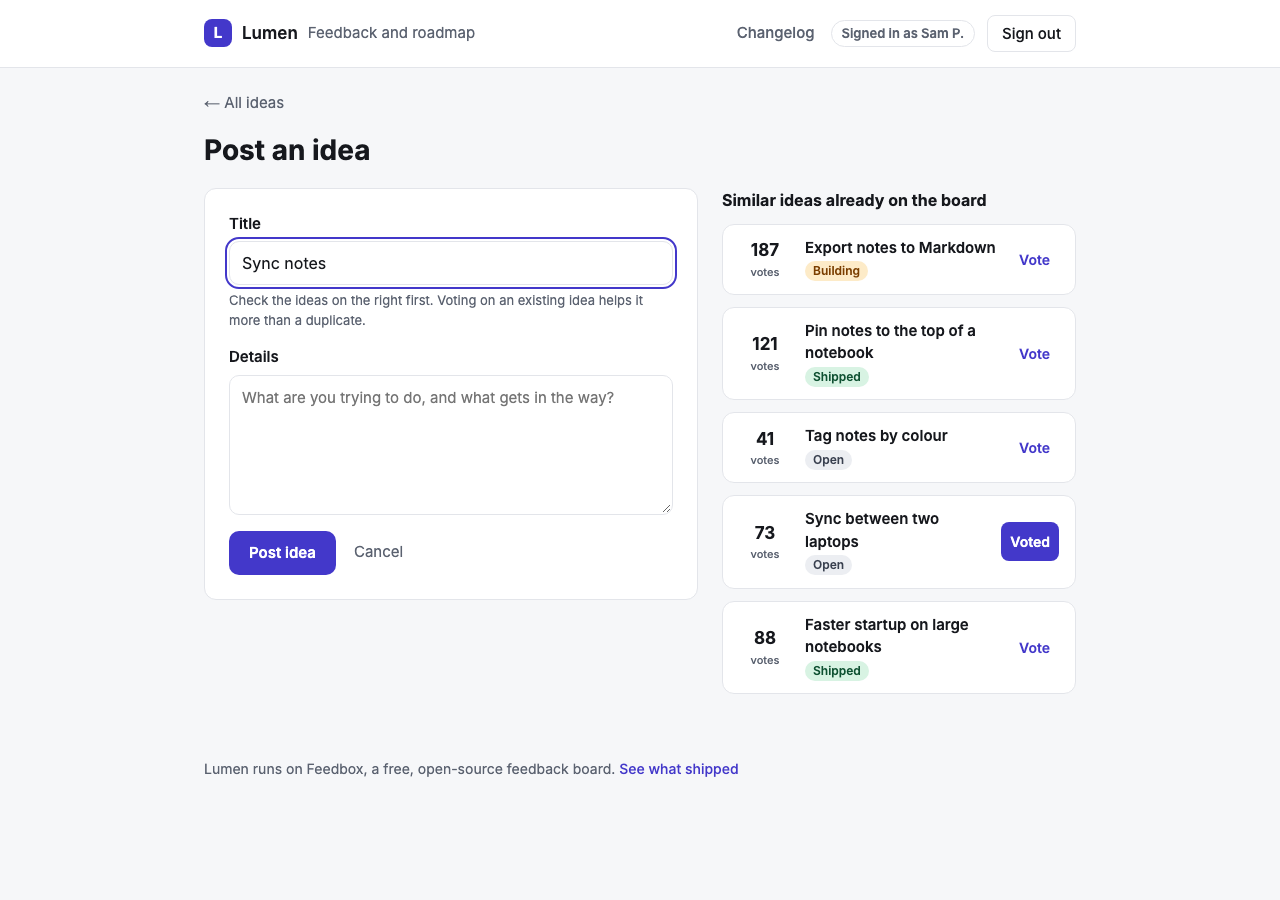 L Lumen Feedback and roadmap Changelog Signed in as Sam P. Sign out
← All ideas
Post an idea
Title
Sync notes
Check the ideas on the right first. Voting on an existing idea helps it
more than a duplicate.
Details
What are you trying to do, and what gets in the way?
Post idea Cancel
Similar ideas already on the board
187 votes
Export notes to Markdown
Building
Vote
121 votes
Pin notes to the top of a
notebook
Shipped
Vote
41 votes
Tag notes by colour
Open
Vote
73 votes
Sync between two
laptops
Open
Voted
88 votes
Faster startup on large
notebooks
Shipped
Vote
Lumen runs on Feedbox, a free, open-source feedback board. See what shipped